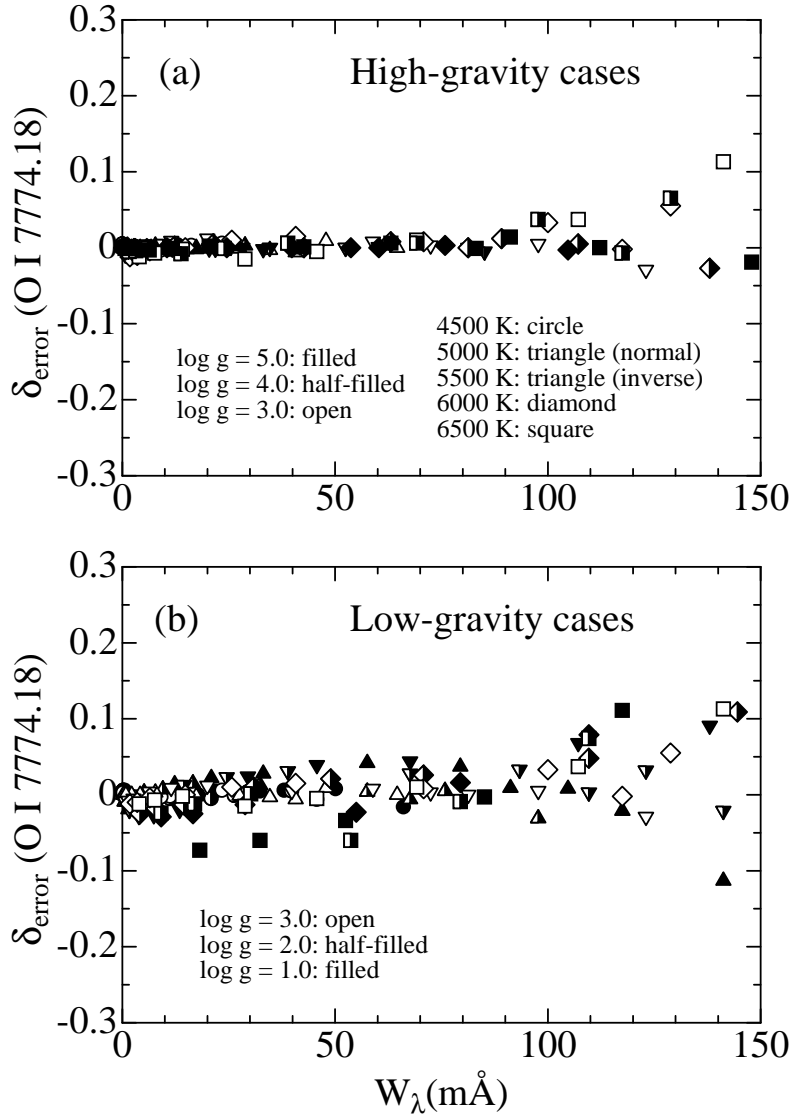 0.3
(a) High-gravity cases
0.2
0.1
0
-0.1
-0.2
-0.3
δerror (O I 7774.18)
log g = 5.0: filled
log g = 4.0: half-filled
log g = 3.0: open
4500 K: circle
5000 K: triangle (normal)
5500 K: triangle (inverse)
6000 K: diamond
6500 K: square
0 50 100 150
0.3
(b) Low-gravity cases
0.2
0.1
0
-0.1
-0.2
-0.3
δerror (O I 7774.18)
log g = 3.0: open
log g = 2.0: half-filled
log g = 1.0: filled
0 50 100 150
Wλ(mÅ)